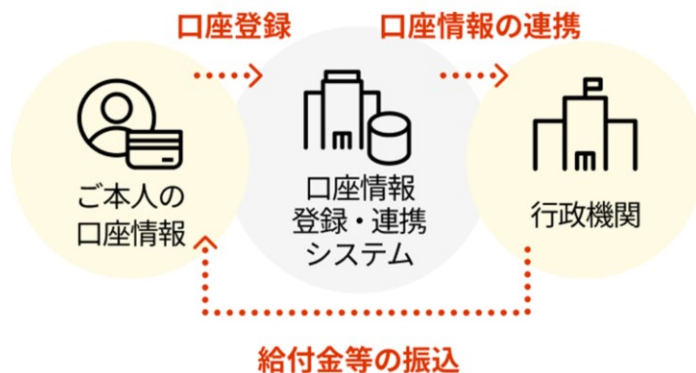 口座登録
口座情報の連携
ご本人の
口座情報
口座情報
登録・連携
システム
行政機関
給付金等の振込